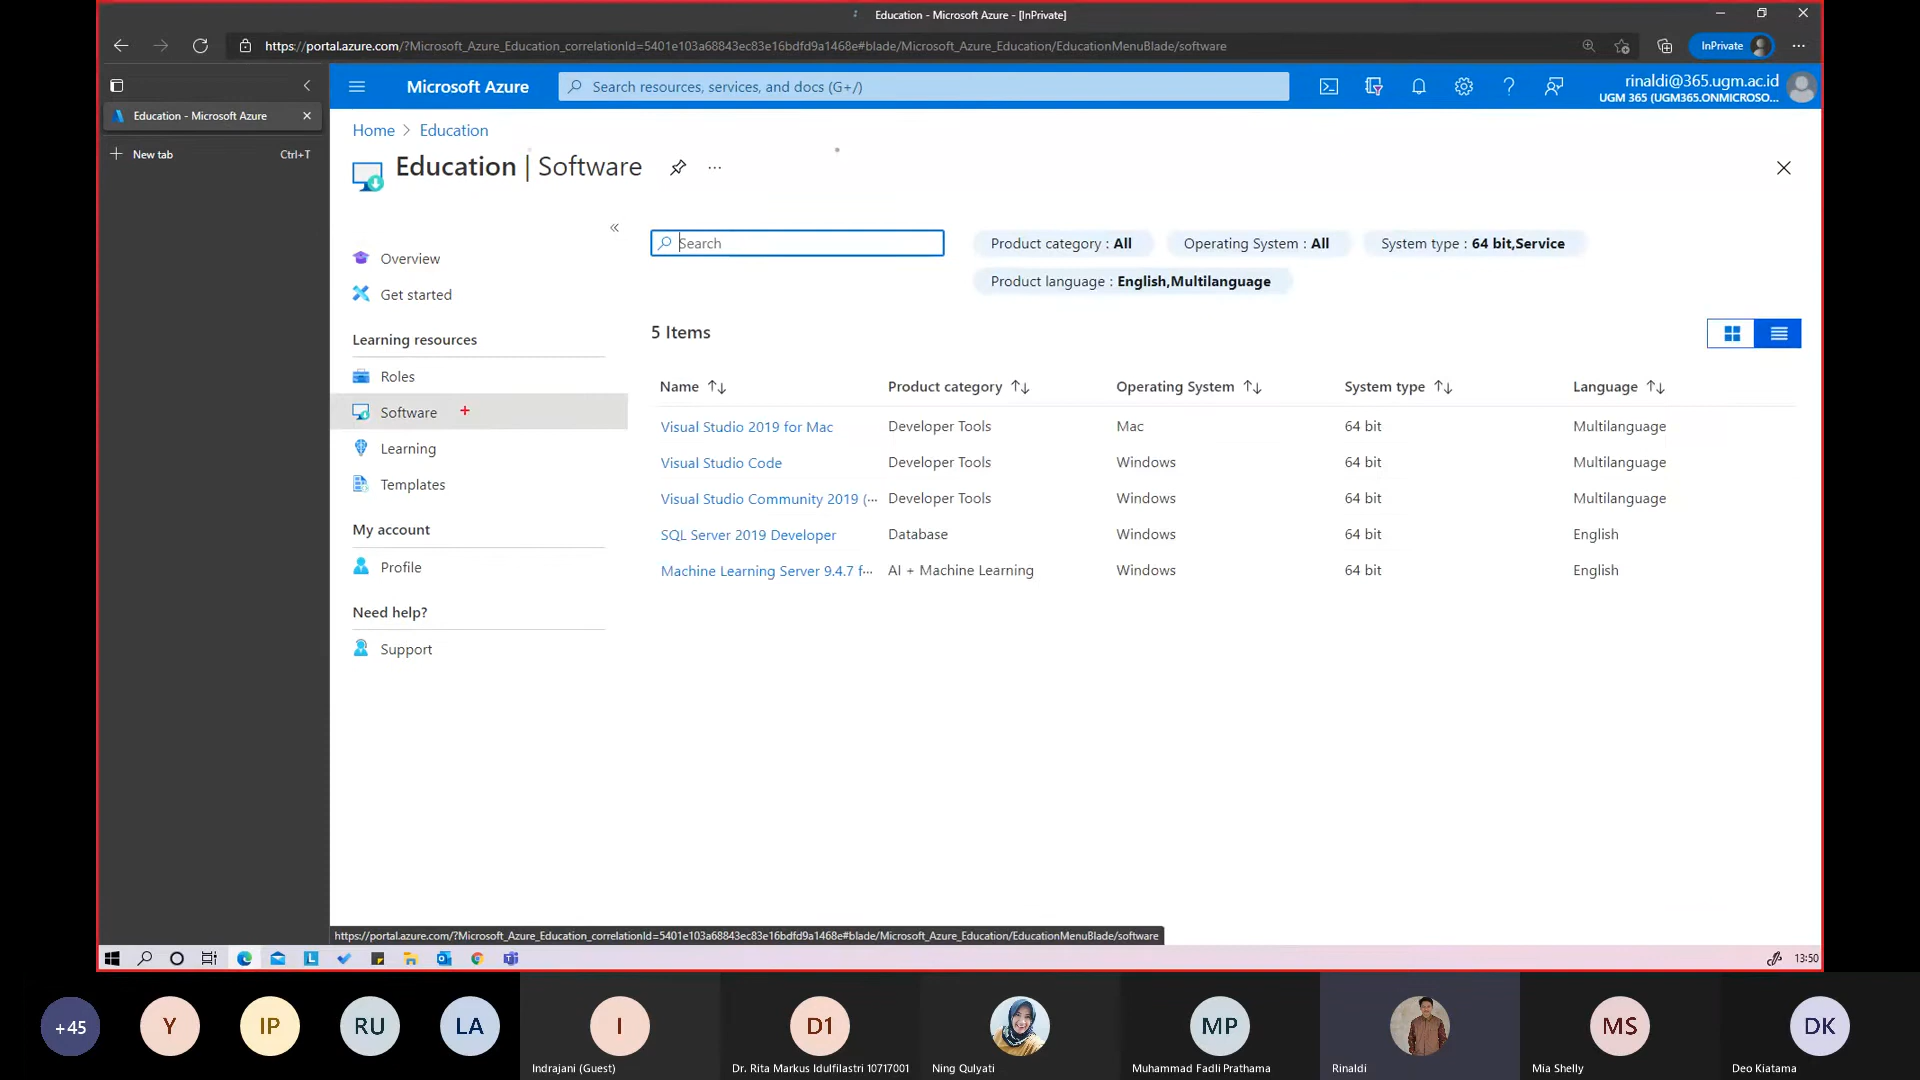 Education - Microsoft Azure - [InPrivate]
https://portal.azure.com/?Microsoft_Azure_Education_correlationId=5401e103a68843ec83e16bdfd9a1468e#blade/Microsoft_Azure_Education/EducationMenuBlade/software
InPrivate
Education - Microsoft Azure
New tab Ctrl+T
Microsoft Azure
Search resources, services, and docs (G+/)
rinaldi@365.ugm.ac.id
UGM 365 (UGM365.ONMICROSO...
Home > Education
Education | Software
Overview
Get started
Learning resources
Roles
Software
Learning
Templates
My account
Profile
Need help?
Support
Search
Product category : All
Operating System : All
System type : 64 bit,Service
Product language : English,Multilanguage
5 Items
Name Product category Operating System System type Language
Visual Studio 2019 for Mac Developer Tools Mac 64 bit Multilanguage
Visual Studio Code Developer Tools Windows 64 bit Multilanguage
Visual Studio Community 2019 (... Developer Tools Windows 64 bit Multilanguage
SQL Server 2019 Developer Database Windows 64 bit English
Machine Learning Server 9.4.7 f... AI + Machine Learning Windows 64 bit English
https://portal.azure.com/?Microsoft_Azure_Education_correlationId=5401e103a68843ec83e16bdfd9a1468e#blade/Microsoft_Azure_Education/EducationMenuBlade/software
13:50
+45
Y
IP
RU
LA
I
D1
MP
MS
DK
Indrajani (Guest)
Dr. Rita Markus Idulfilastri 10717001
Ning Qulyati
Muhammad Fadli Prathama
Rinaldi
Mia Shelly
Deo Kiatama